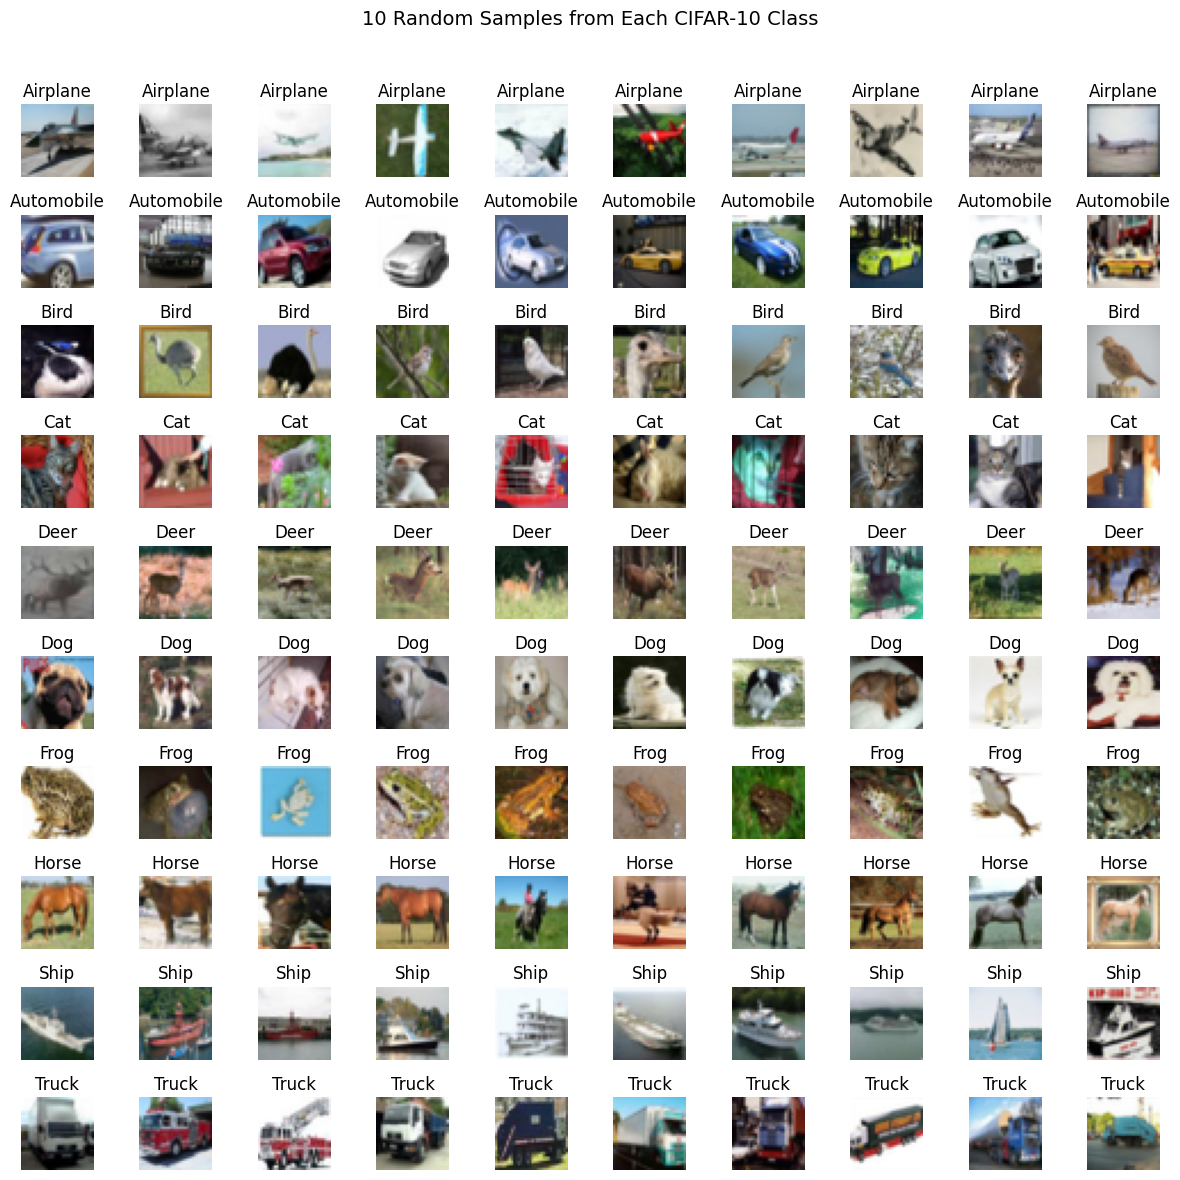 10 Random Samples from Each CIFAR-10 Class
Airplane Airplane Airplane Airplane Airplane Airplane Airplane Airplane Airplane Airplane
Automobile Automobile Automobile Automobile Automobile Automobile Automobile Automobile Automobile Automobile
Bird Bird Bird Bird Bird Bird Bird Bird Bird Bird
Cat Cat Cat Cat Cat Cat Cat Cat Cat Cat
Deer Deer Deer Deer Deer Deer Deer Deer Deer Deer
Dog Dog Dog Dog Dog Dog Dog Dog Dog Dog
Frog Frog Frog Frog Frog Frog Frog Frog Frog Frog
Horse Horse Horse Horse Horse Horse Horse Horse Horse Horse
Ship Ship Ship Ship Ship Ship Ship Ship Ship Ship
Truck Truck Truck Truck Truck Truck Truck Truck Truck Truck